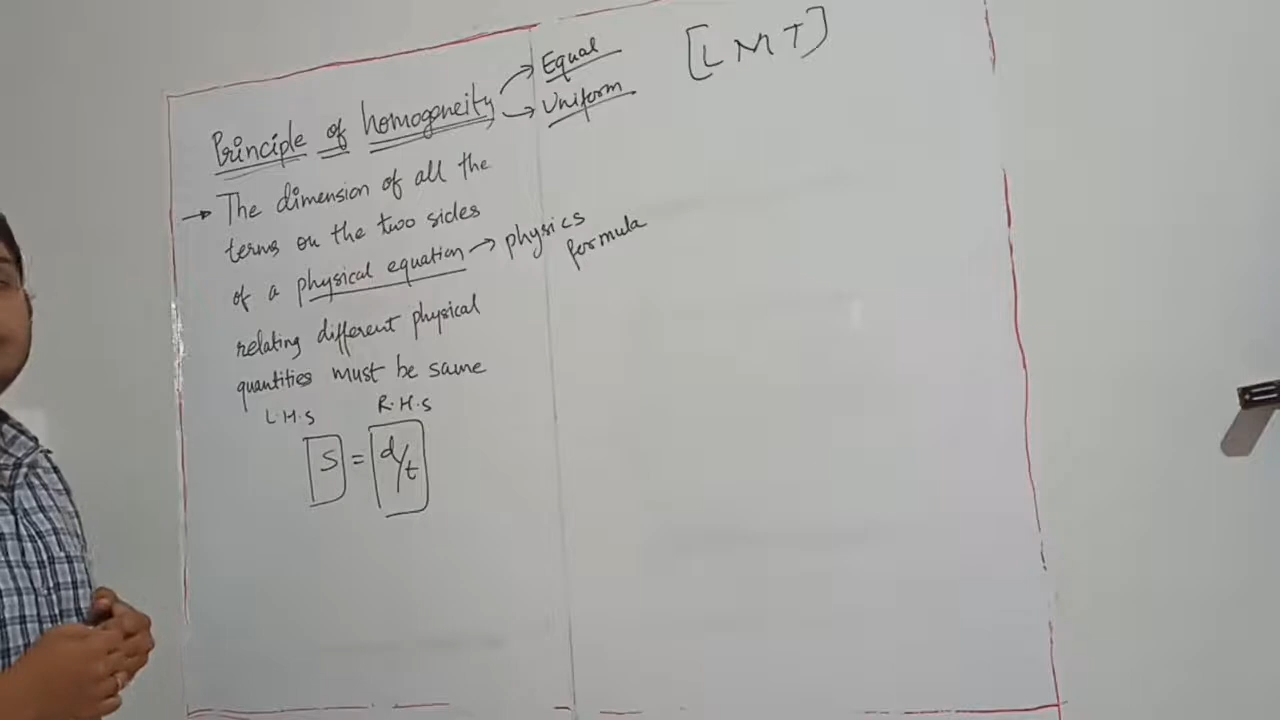 Principle of homogeneity
Equal
Uniform
[L M T]
→ The dimension of all the
terms on the two sides
of a physical equation → physics
formula
relating different physical
quantities must be same
L.H.S R.H.S
S = d/t